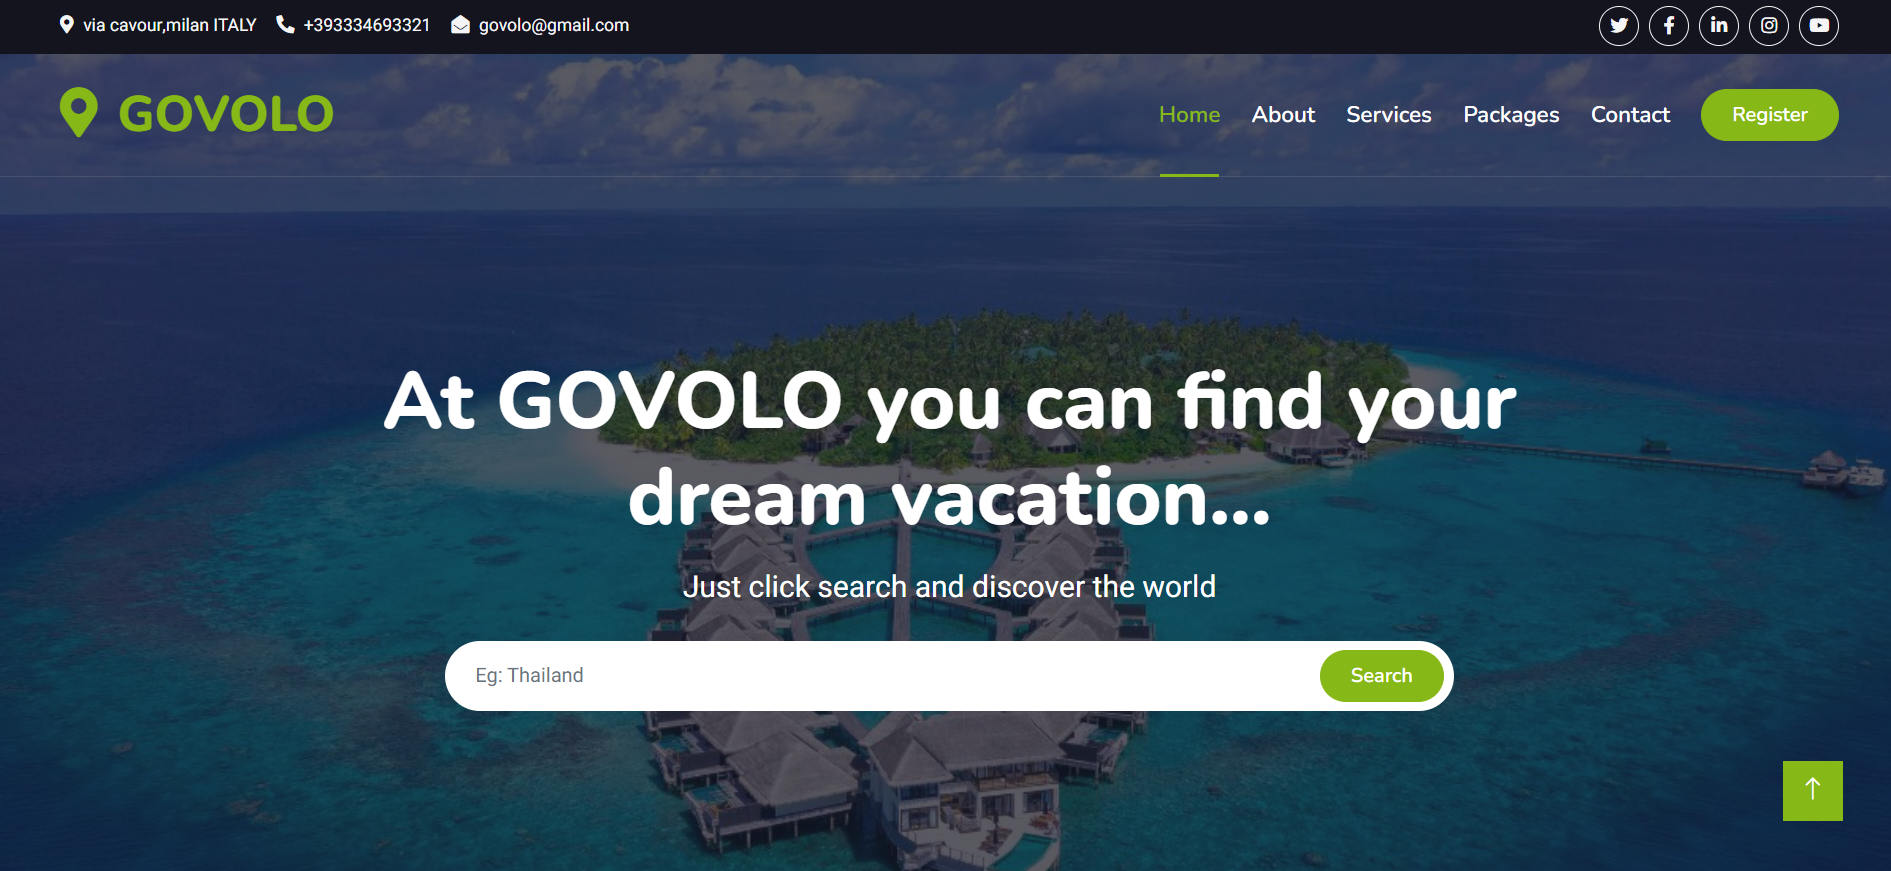 via cavour,milan ITALY +393334693321 govolo@gmail.com
GOVOLO
Home About Services Packages Contact Register
At GOVOLO you can find your
dream vacation...
Just click search and discover the world
Eg: Thailand Search